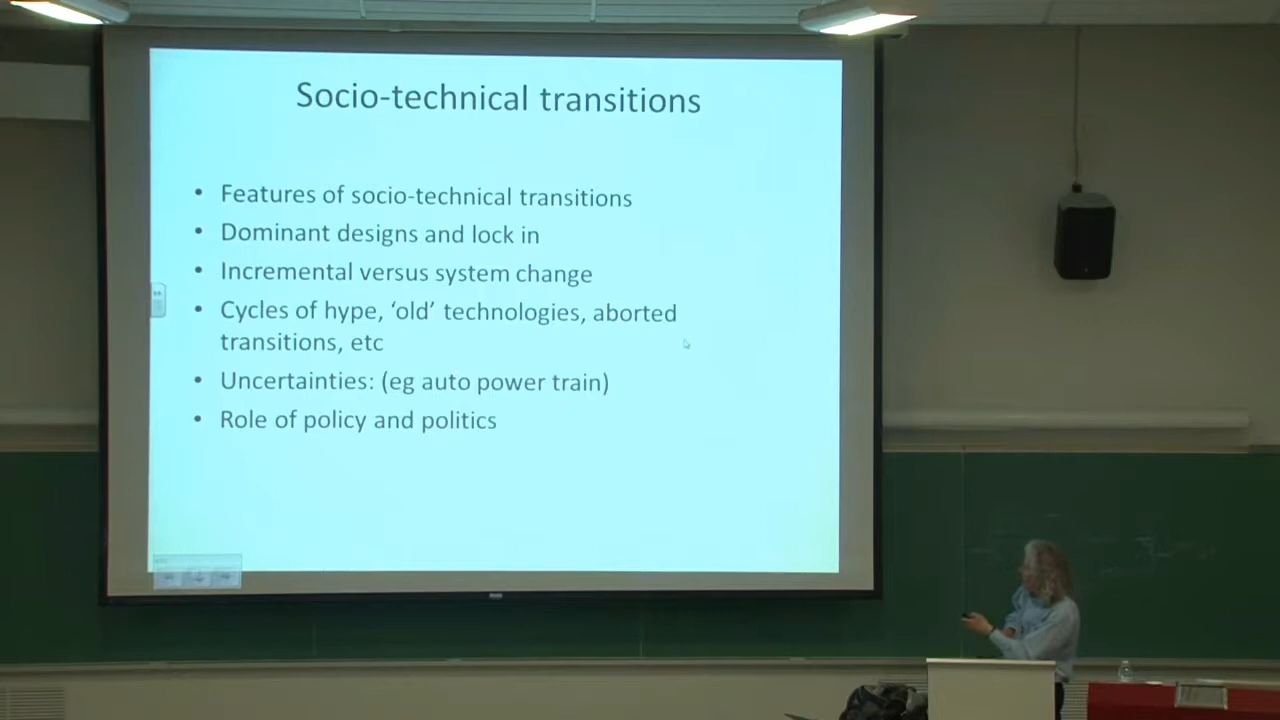 Socio-technical transitions
• Features of socio-technical transitions
• Dominant designs and lock in
• Incremental versus system change
• Cycles of hype, ‘old’ technologies, aborted
transitions, etc
• Uncertainties: (eg auto power train)
• Role of policy and politics